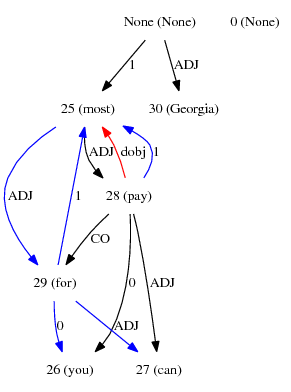 None (None) 0 (None)
1 ADJ
25 (most) 30 (Georgia)
ADJ ADJ dobj 1
1 28 (pay)
CO
29 (for) 0 ADJ
0 ADJ
26 (you) 27 (can)